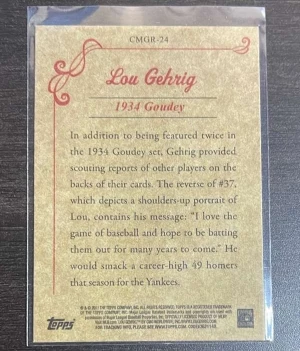 CMGR-24
Lou Gehrig
1934 Goudey
In addition to being featured twice in
the 1934 Goudey set, Gehrig provided
scouting reports of other players on the
backs of their cards. The reverse of #37,
which depicts a shoulders-up portrait of
Lou, contains his message: "I love the
game of baseball and hope to be batting
them out for many years to come." He
would smack a career-high 49 homers
that season for the Yankees.
Topps